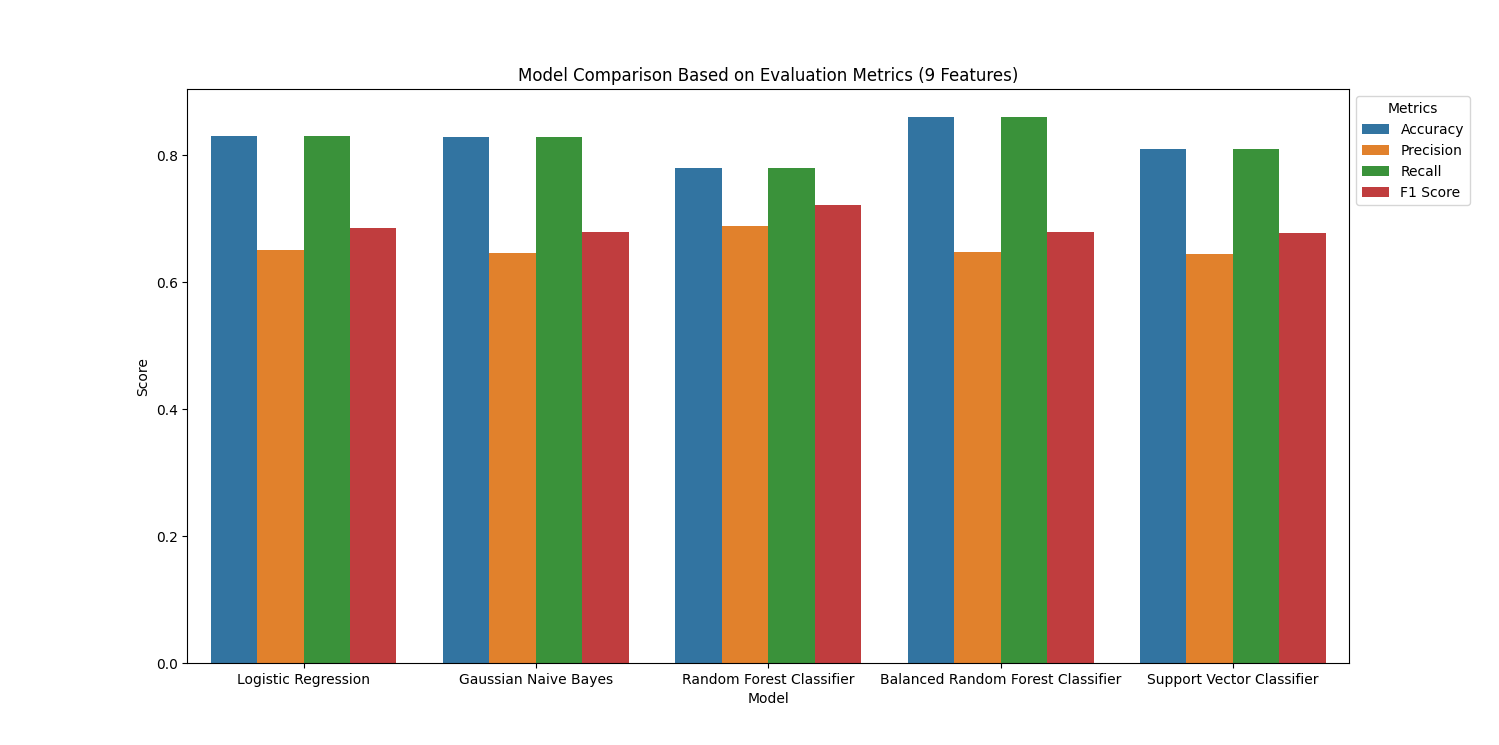 Model Comparison Based on Evaluation Metrics (9 Features)
Metrics
Accuracy
Precision
Recall
F1 Score
Score
0.8
0.6
0.4
0.2
0.0
Logistic Regression
Gaussian Naive Bayes
Random Forest Classifier
Balanced Random Forest Classifier
Support Vector Classifier
Model